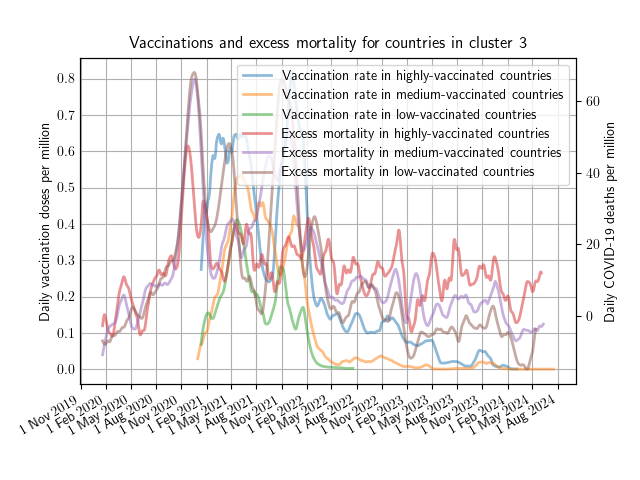 Vaccinations and excess mortality for countries in cluster 3
Vaccination rate in highly-vaccinated countries
Vaccination rate in medium-vaccinated countries
Vaccination rate in low-vaccinated countries
Excess mortality in highly-vaccinated countries
Excess mortality in medium-vaccinated countries
Excess mortality in low-vaccinated countries
Daily vaccination doses per million
0.8
0.7
0.6
0.5
0.4
0.3
0.2
0.1
0.0
60
40
20
0
Daily COVID-19 deaths per million
1 Nov 2019
1 Feb 2020
1 May 2020
1 Aug 2020
1 Nov 2020
1 Feb 2021
1 May 2021
1 Aug 2021
1 Nov 2021
1 Feb 2022
1 May 2022
1 Aug 2022
1 Nov 2022
1 Feb 2023
1 May 2023
1 Aug 2023
1 Nov 2023
1 Feb 2024
1 May 2024
1 Aug 2024